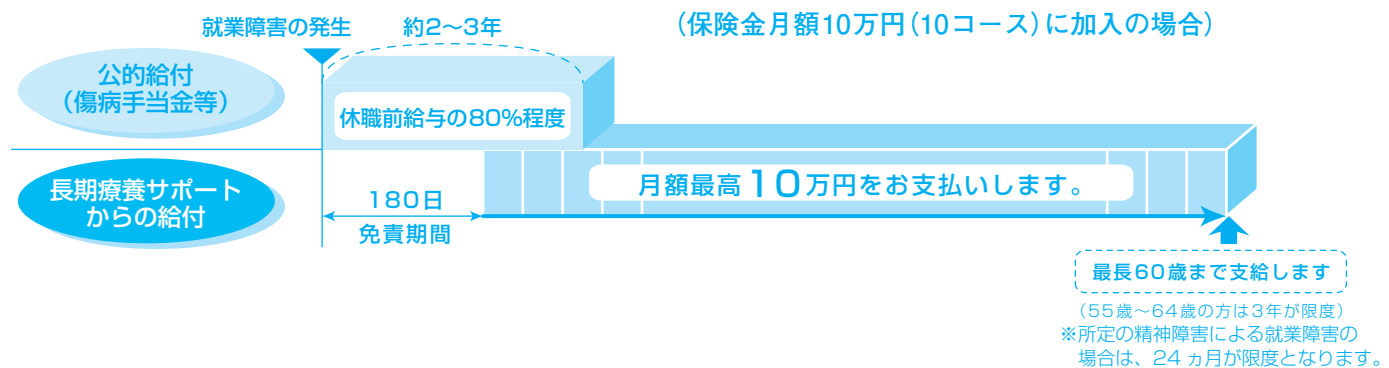 (保険金月額10万円(10コース)に加入の場合)
就業障害の発生
約2〜3年
公的給付
(傷病手当金等)
休職前給与の80%程度
長期療養サポート
からの給付
180日
免責期間
月額最高10万円をお支払いします。
最長60歳まで支給します
(55歳〜64歳の方は3年が限度)
※所定の精神障害による就業障害の
場合は、24ヵ月が限度となります。